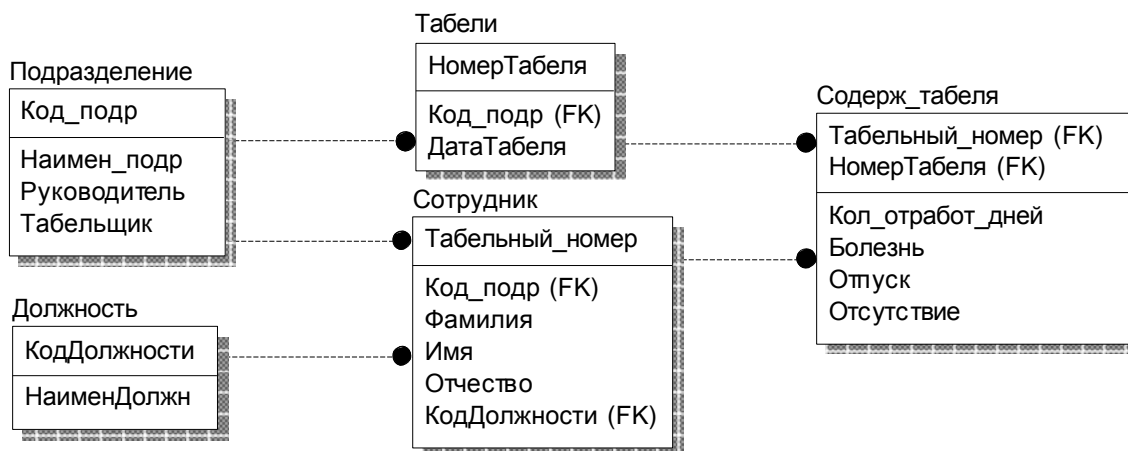 Подразделение
Код_подр
Наимен_подр
Руководитель
Табельщик
Должность
КодДолжности
НаименДолжн
Табели
НомерТабеля
Код_подр (FK)
ДатаТабеля
Сотрудник
Табельный_номер
Код_подр (FK)
Фамилия
Имя
Отчество
КодДолжности (FK)
Содерж_табеля
Табельный_номер (FK)
НомерТабеля (FK)
Кол_отработ_дней
Болезнь
Отпуск
Отсутствие